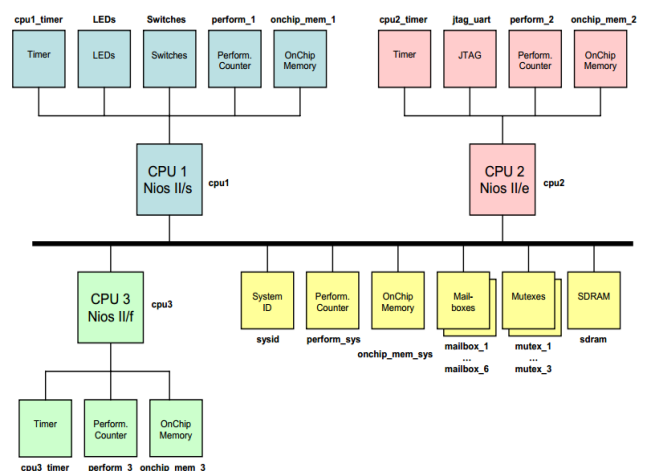 cpu1_timer
LEDs
Switches
perform_1
onchip_mem_1
Timer
LEDs
Switches
Perform.
Counter
OnChip
Memory
cpu2_timer
jtag_uart
perform_2
onchip_mem_2
Timer
JTAG
Perform.
Counter
OnChip
Memory
CPU 1
Nios II/s
cpu1
CPU 2
Nios II/e
cpu2
CPU 3
Nios II/f
cpu3
System
ID
sysid
Perform.
Counter
perform_sys
OnChip
Memory
onchip_mem_sys
Mail-
boxes
mailbox_1
...
mailbox_6
Mutexes
mutex_1
...
mutex_3
SDRAM
sdram
Timer
Perform.
Counter
OnChip
Memory
cpu3_timer
perform_3
onchip_mem_3